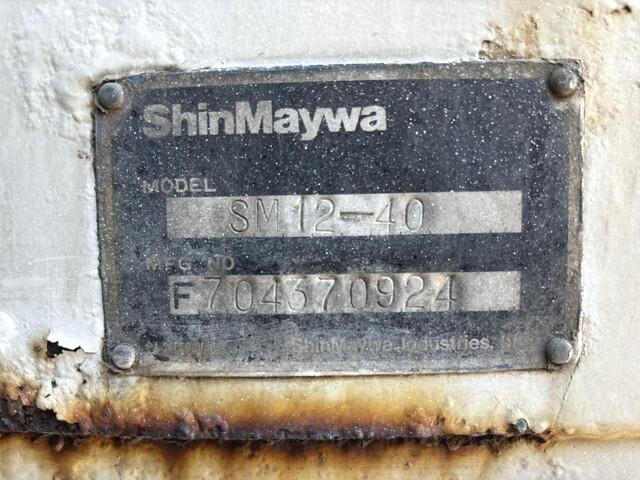 ShinMaywa
MODEL
SM12-40
MFG NO
F704370924
ShinMaywa Industries,